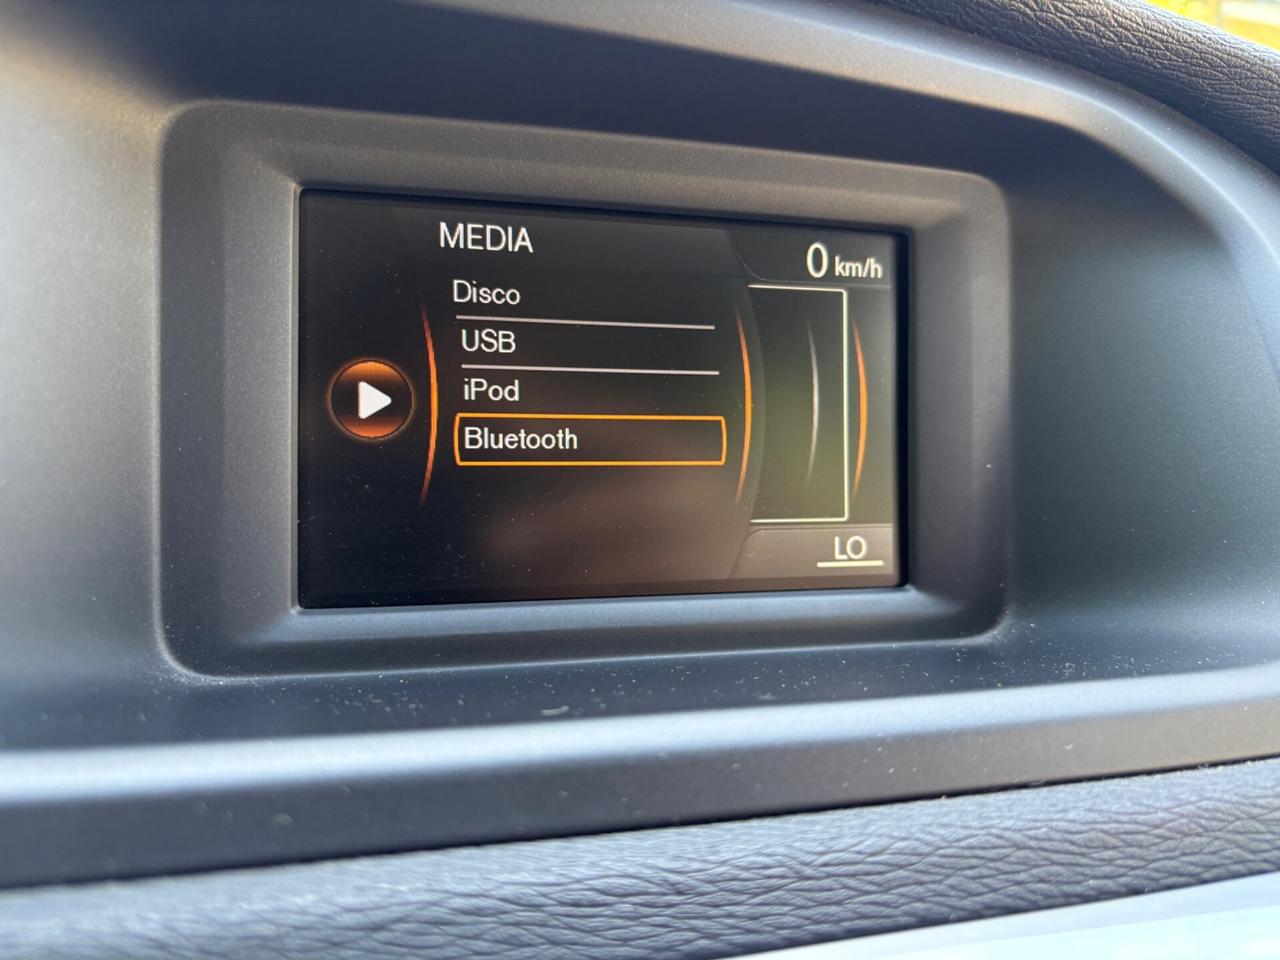 MEDIA
0 km/h
Disco
USB
iPod
Bluetooth
LO